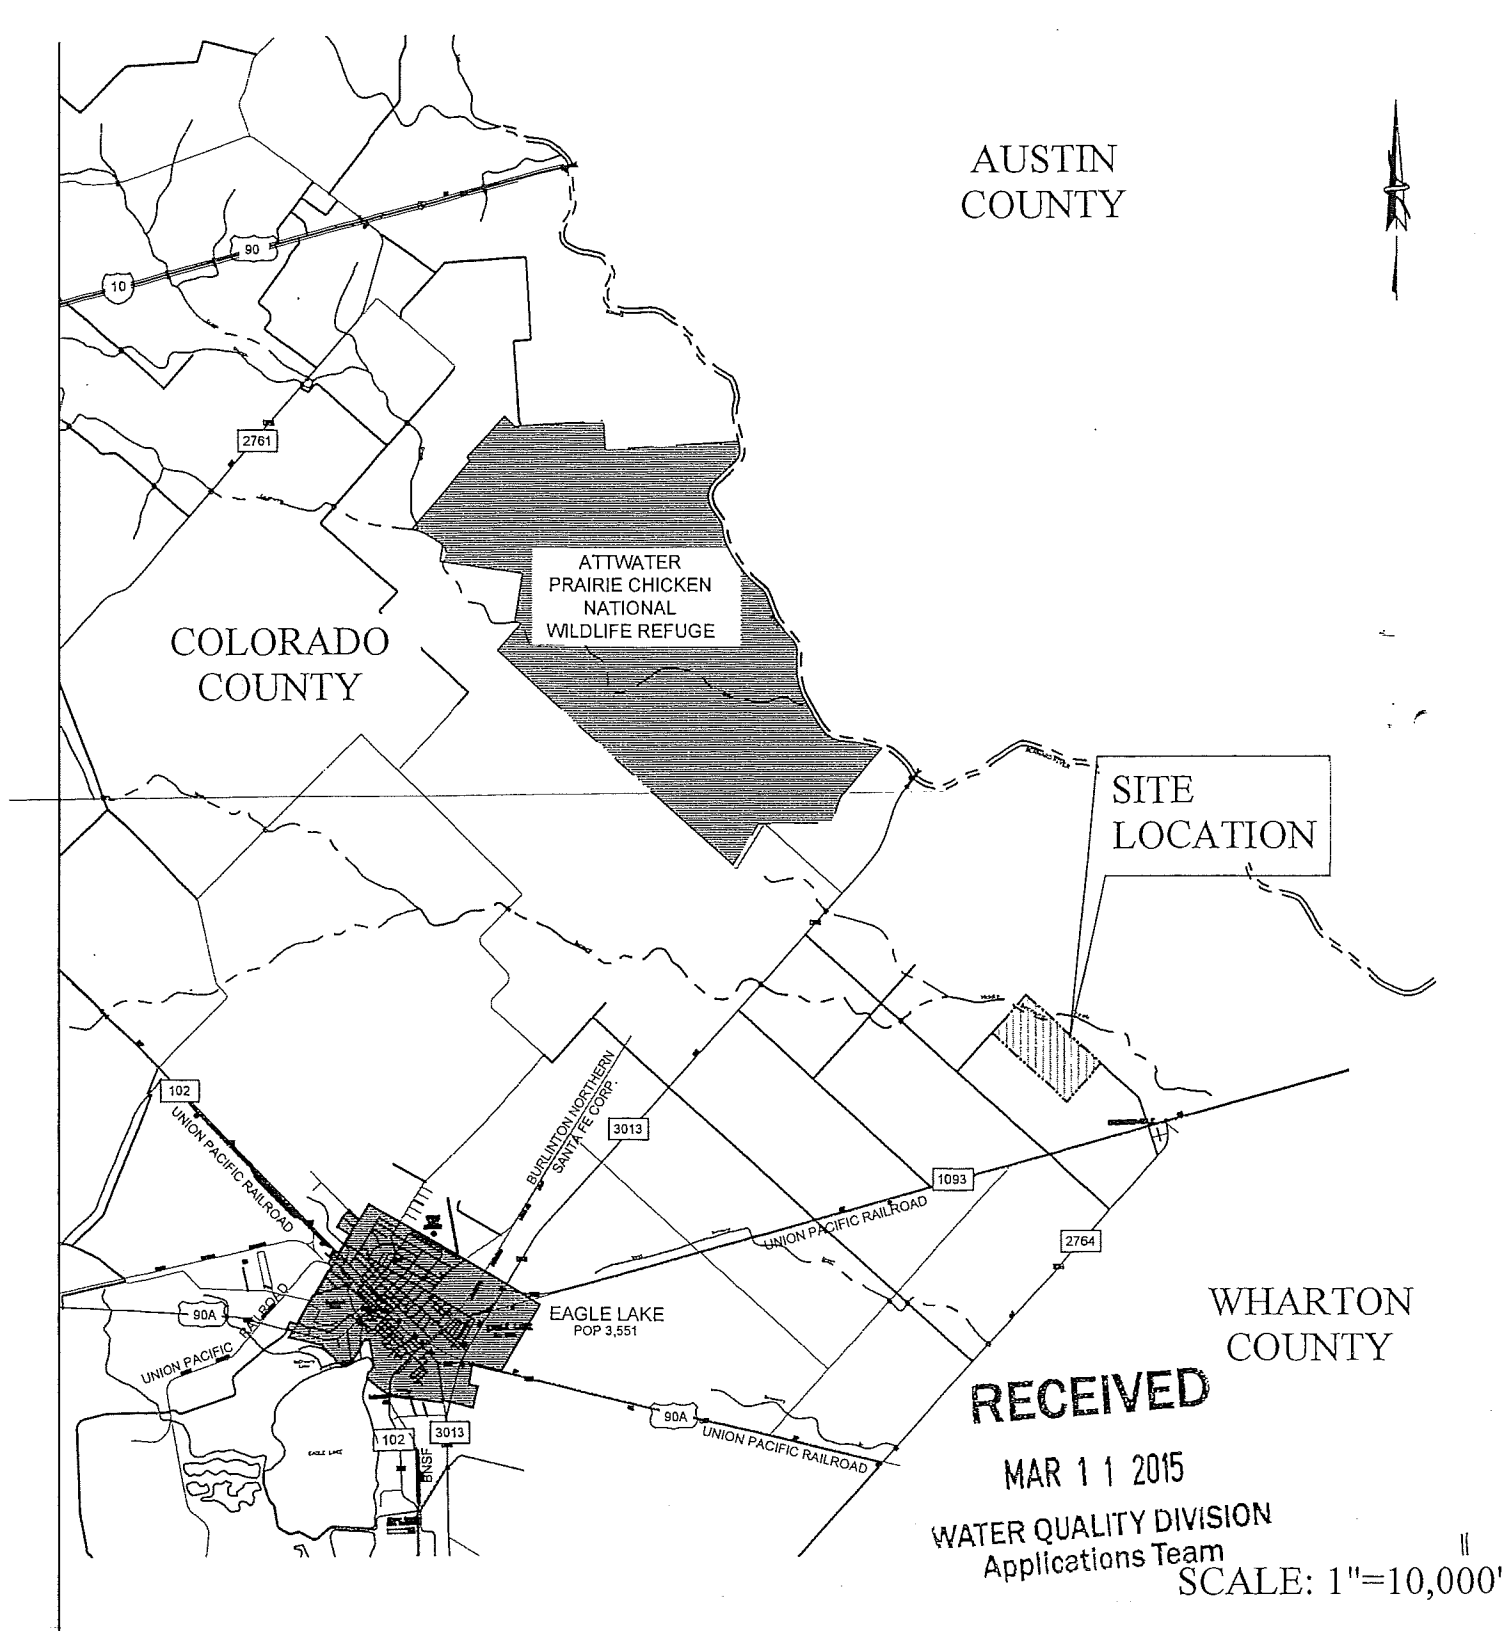 AUSTIN
COUNTY
90
10
2761
ATTWATER
PRAIRIE CHICKEN
NATIONAL
WILDLIFE REFUGE
COLORADO
COUNTY
SITE
LOCATION
102
UNION PACIFIC RAILROAD
BURLINTON NORTHERN
SANTA FE CORP.
3013
1093
UNION PACIFIC RAILROAD
2764
90A
RAILROAD
UNION PACIFIC
EAGLE LAKE
POP 3,551
WHARTON
COUNTY
RECEIVED
MAR 11 2015
WATER QUALITY DIVISION
Applications Team
90A
UNION PACIFIC RAILROAD
EAGLE LAKE
102
3013
BNSF
SCALE: 1"=10,000'